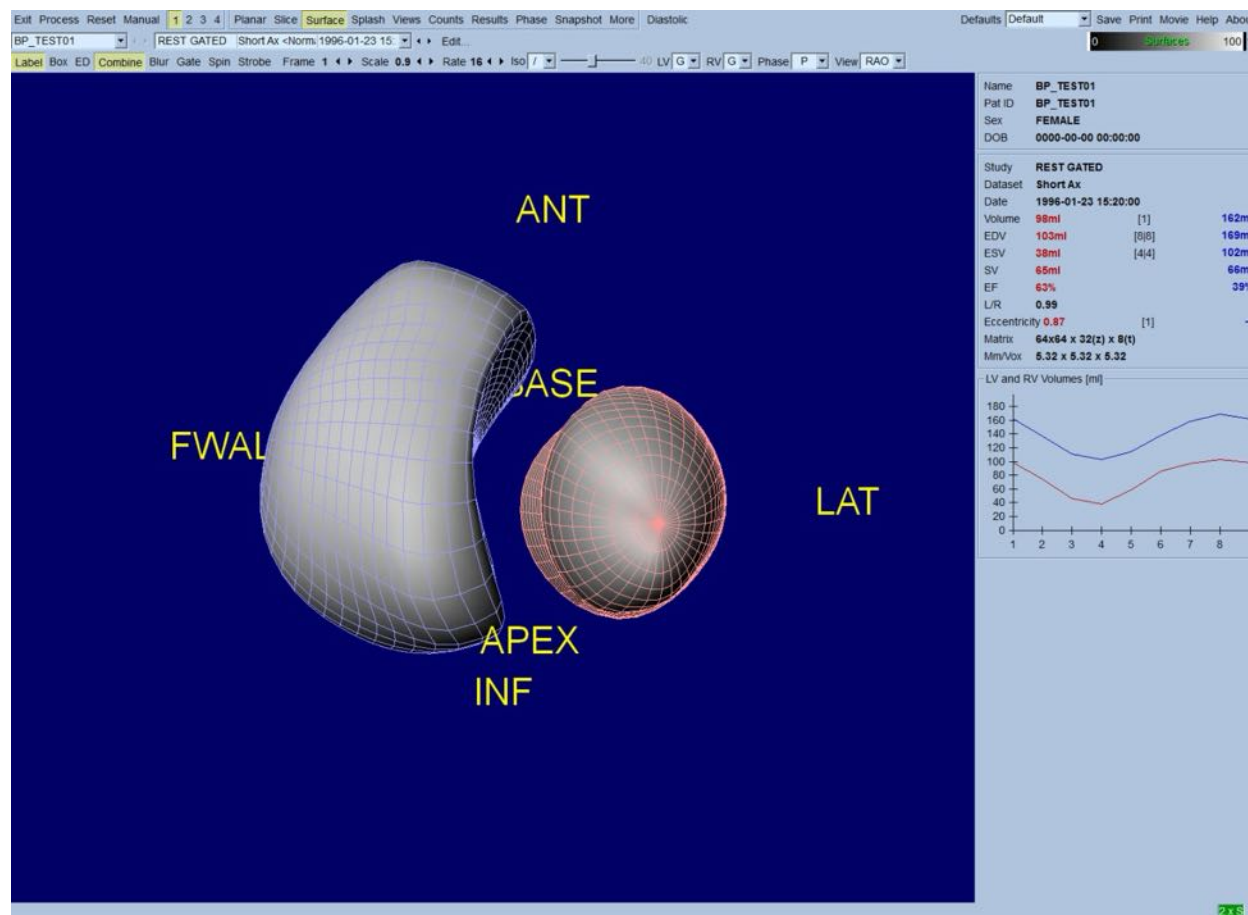 Exit Process Reset Manual 1 2 3 4 Planar Slice Surface Splash Views Counts Results Phase Snapshot More Diastolic Defaults Default Save Print Movie Help Abou
BP_TEST01 REST GATED Short Ax <Norm 1996-01-23 15: Edit... 0 Surfaces 100
Label Box ED Combine Blur Gate Spin Strobe Frame 1 Scale 0.9 Rate 16 Iso / 40 LV G RV G Phase P View RAO
Name BP_TEST01
Pat ID BP_TEST01
Sex FEMALE
DOB 0000-00-00 00:00:00
Study REST GATED
Dataset Short Ax
Date 1996-01-23 15:20:00
Volume 98ml [1] 162m
EDV 103ml [8|8] 169m
ESV 38ml [4|4] 102m
SV 65ml 66m
EF 63% 39%
L/R 0.99
Eccentricity 0.87 [1] -
Matrix 64x64 x 32(z) x 8(t)
Mm/Vox 5.32 x 5.32 x 5.32
LV and RV Volumes [ml]
180
160
140
120
100
80
60
40
20
0
1 2 3 4 5 6 7 8
ANT
BASE
FWAL
LAT
APEX
INF
2 x S